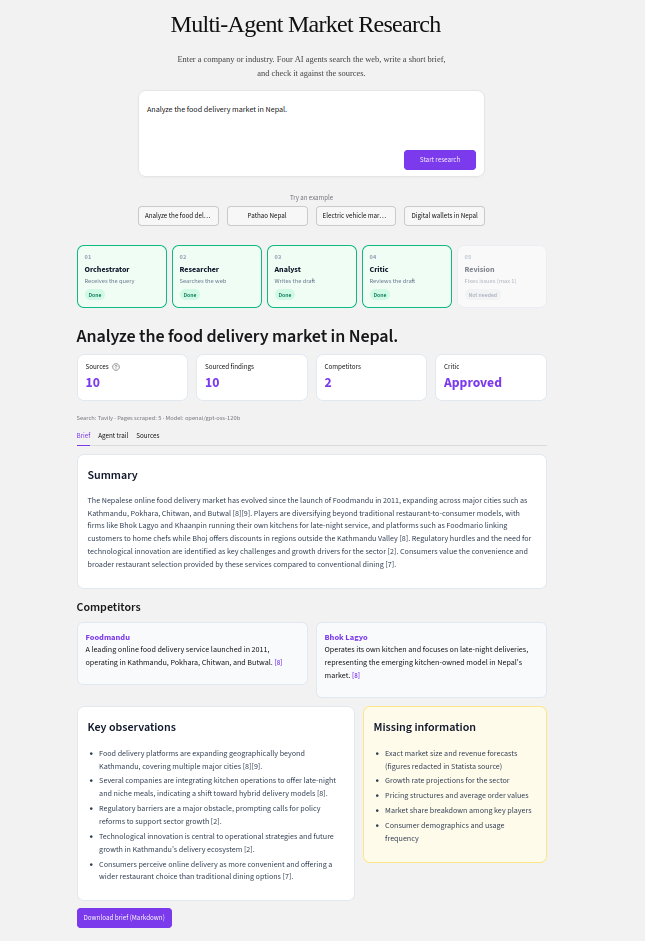 Multi-Agent Market Research
Enter a company or industry. Four AI agents search the web, write a short brief,
and check it against the sources.
Analyze the food delivery market in Nepal.
Start research
Try an example
Analyze the food del...
Pathao Nepal
Electric vehicle mar...
Digital wallets in Nepal
01
Orchestrator
Receives the query
Done
02
Researcher
Searches the web
Done
03
Analyst
Writes the draft
Done
04
Critic
Reviews the draft
Done
05
Revision
Fixes issues (max 1)
Not needed
Analyze the food delivery market in Nepal.
Sources ?
10
Sourced findings
10
Competitors
2
Critic
Approved
Search: Tavily · Pages scraped: 5 · Model: openai/gpt-oss-120b
Brief
Agent trail
Sources
Summary
The Nepalese online food delivery market has evolved since the launch of Foodmandu in 2011, expanding across major cities such as
Kathmandu, Pokhara, Chitwan, and Butwal [8][9]. Players are diversifying beyond traditional restaurant-to-consumer models, with
firms like Bhok Lagyo and Khaanpin running their own kitchens for late-night service, and platforms such as Foodmario linking
customers to home chefs while Bhoj offers discounts in regions outside the Kathmandu Valley [8]. Regulatory hurdles and the need for
technological innovation are identified as key challenges and growth drivers for the sector [2]. Consumers value the convenience and
broader restaurant selection provided by these services compared to conventional dining [7].
Competitors
Foodmandu
A leading online food delivery service launched in 2011,
operating in Kathmandu, Pokhara, Chitwan, and Butwal. [8]
Bhok Lagyo
Operates its own kitchen and focuses on late-night deliveries,
representing the emerging kitchen-owned model in Nepal's
market. [8]
Key observations
• Food delivery platforms are expanding geographically beyond
Kathmandu, covering multiple major cities [8][9].
• Several companies are integrating kitchen operations to offer late-night
and niche meals, indicating a shift toward hybrid delivery models [8].
• Regulatory barriers are a major obstacle, prompting calls for policy
reforms to support sector growth [2].
• Technological innovation is central to operational strategies and future
growth in Kathmandu's delivery ecosystem [2].
• Consumers perceive online delivery as more convenient and offering a
wider restaurant choice than traditional dining options [7].
Missing information
• Exact market size and revenue forecasts
(figures redacted in Statista source)
• Growth rate projections for the sector
• Pricing structures and average order values
• Market share breakdown among key players
• Consumer demographics and usage
frequency
Download brief (Markdown)